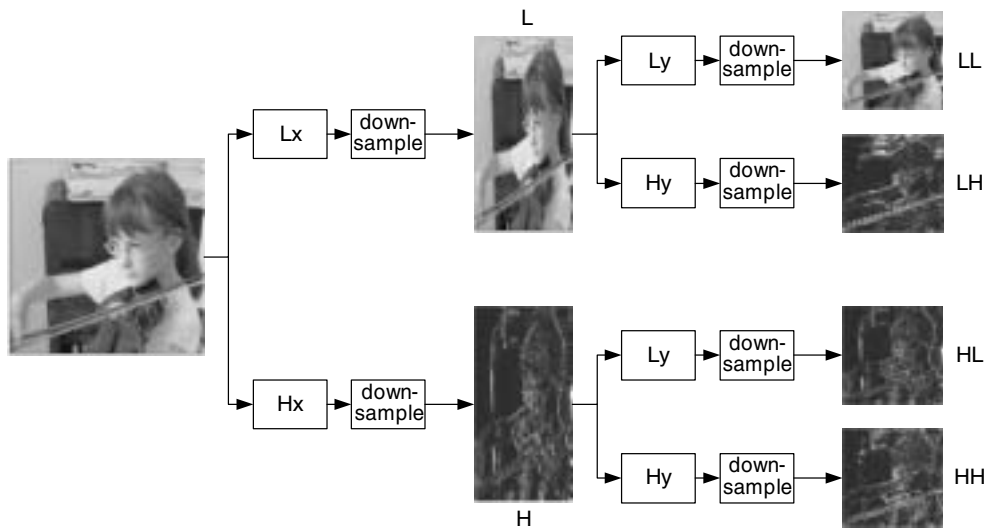 L
Ly
down-
sample
LL
Lx
down-
sample
Hy
down-
sample
LH
Hx
down-
sample
H
Ly
down-
sample
HL
Hy
down-
sample
HH